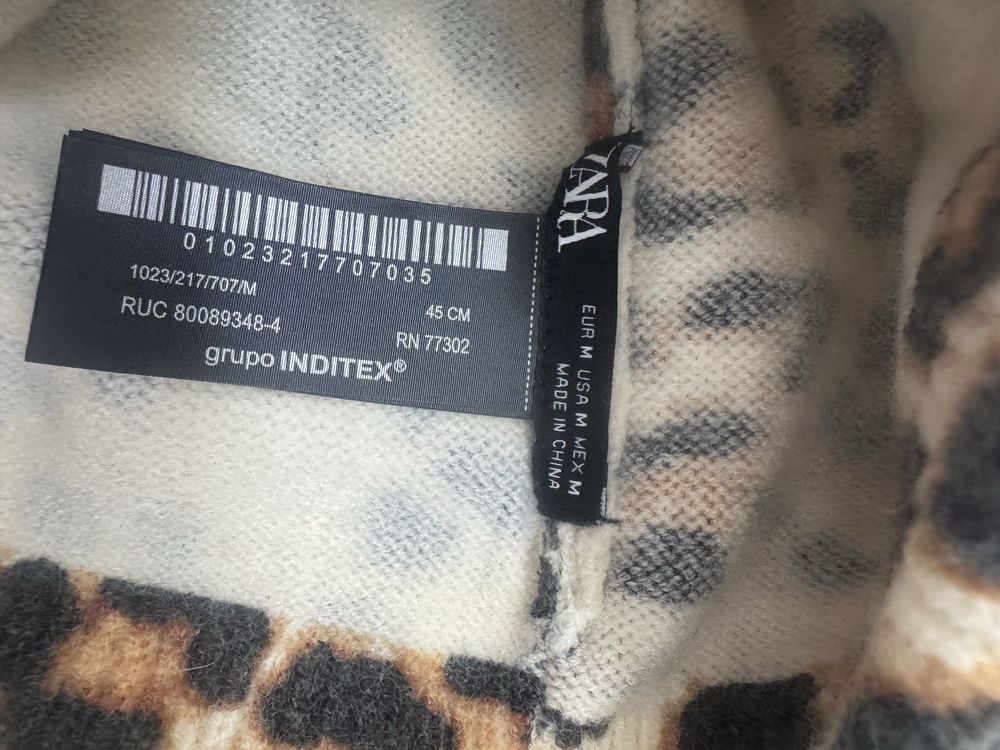 01023217707035
1023/217/707/M
45 CM
RUC 80089348-4
RN 77302
grupo INDITEX®
ZARA
EUR M USA M MEX M
MADE IN CHINA